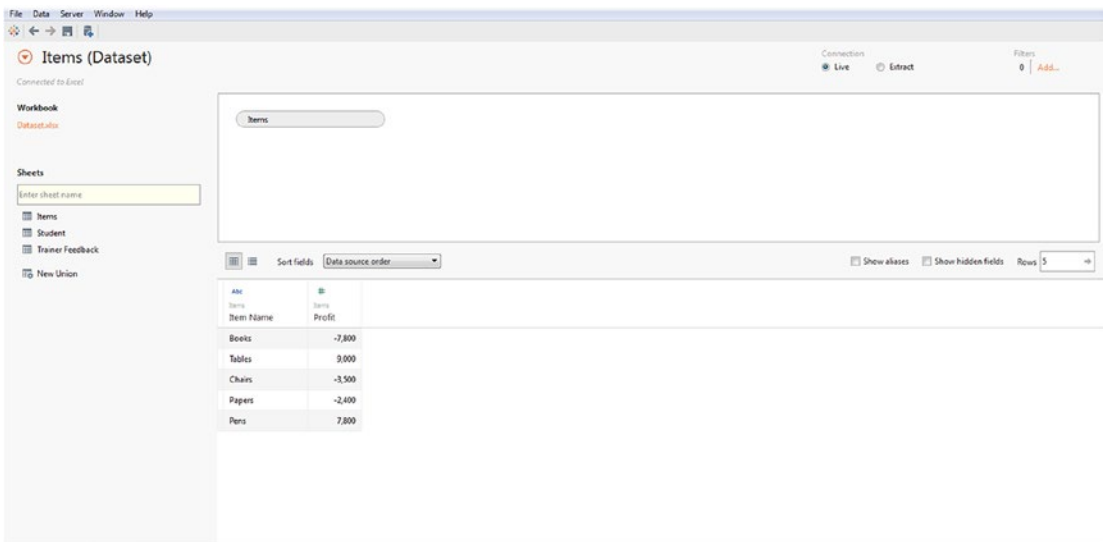 File Data Server Window Help
Items (Dataset)
Connected to Excel
Connection
Live Extract
Filters
0 Add...
Workbook
Dataset.xlsx
Sheets
Enter sheet name
Items
Student
Trainer Feedback
New Union
Items
Sort fields Data source order
Show aliases Show hidden fields Rows 5
Abc
Items Items
Item Name Profit
Books -7,800
Tables 9,000
Chairs -3,500
Papers -2,400
Pens 7,800